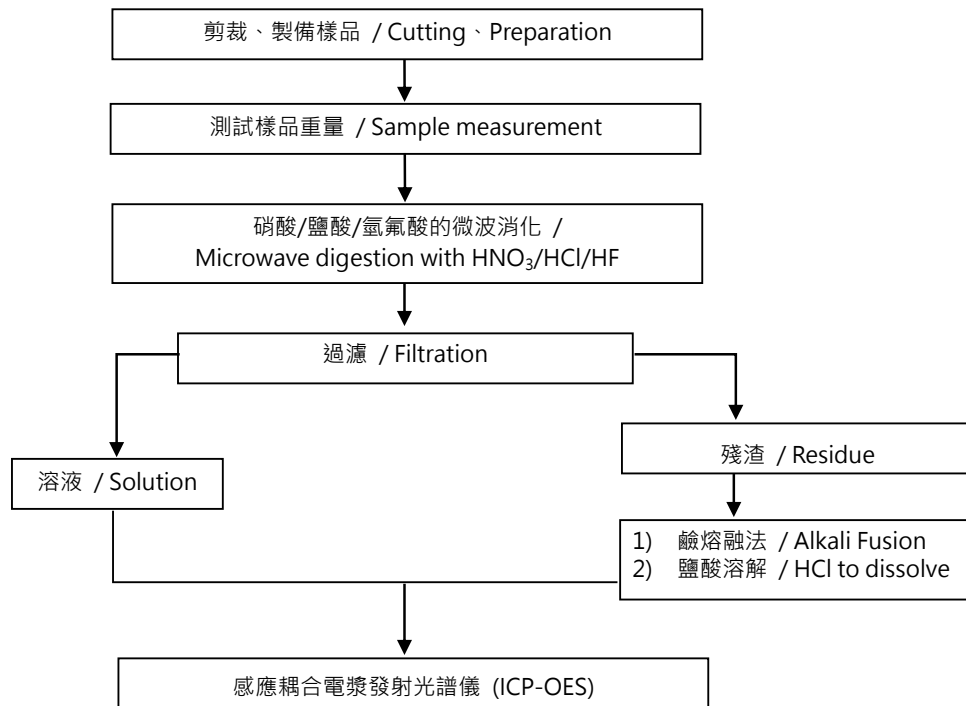 剪裁、製備樣品 / Cutting、Preparation
測試樣品重量 / Sample measurement
硝酸/鹽酸/氫氟酸的微波消化 /
Microwave digestion with HNO₃/HCl/HF
過濾 / Filtration
溶液 / Solution
殘渣 / Residue
1) 鹼熔融法 / Alkali Fusion
2) 鹽酸溶解 / HCl to dissolve
感應耦合電漿發射光譜儀 (ICP-OES)